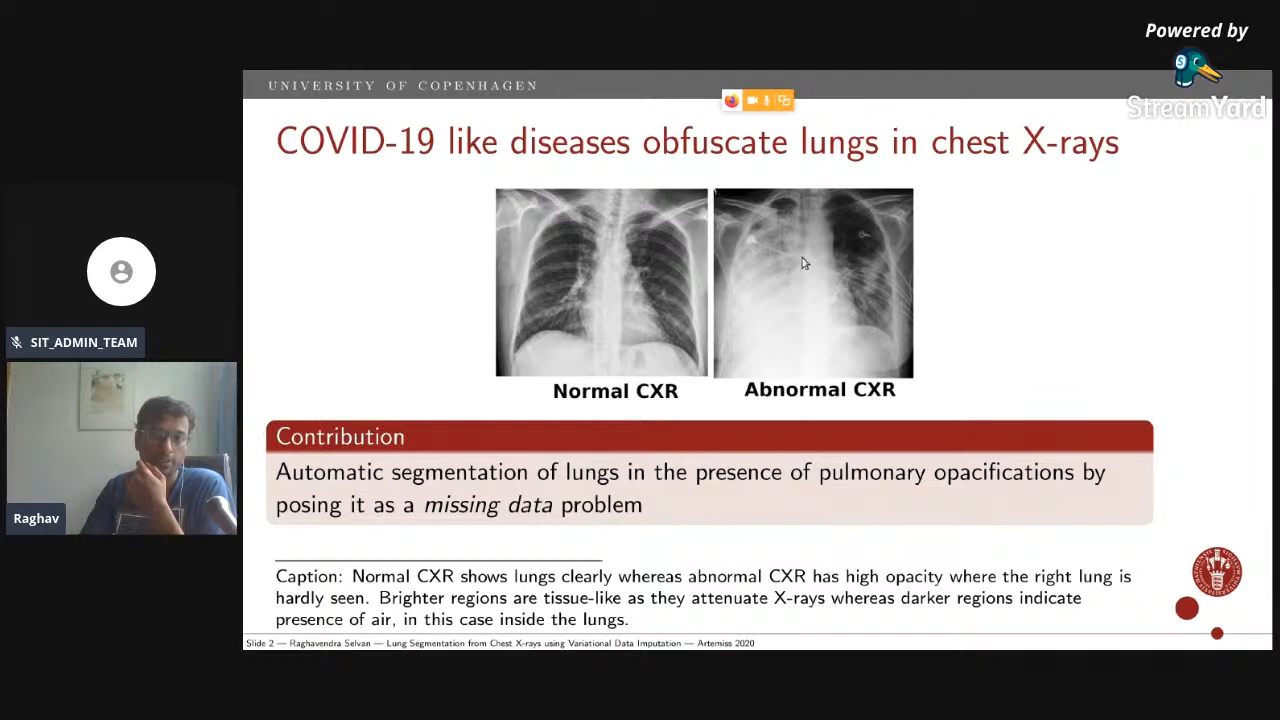 Powered by
StreamYard
UNIVERSITY OF COPENHAGEN
COVID-19 like diseases obfuscate lungs in chest X-rays
Normal CXR
Abnormal CXR
SIT_ADMIN_TEAM
Raghav
Contribution
Automatic segmentation of lungs in the presence of pulmonary opacifications by
posing it as a missing data problem
Caption: Normal CXR shows lungs clearly whereas abnormal CXR has high opacity where the right lung is
hardly seen. Brighter regions are tissue-like as they attenuate X-rays whereas darker regions indicate
presence of air, in this case inside the lungs.
Slide 2 — Raghavendra Selvan — Lung Segmentation from Chest X-rays using Variational Data Imputation — Artemiss 2020